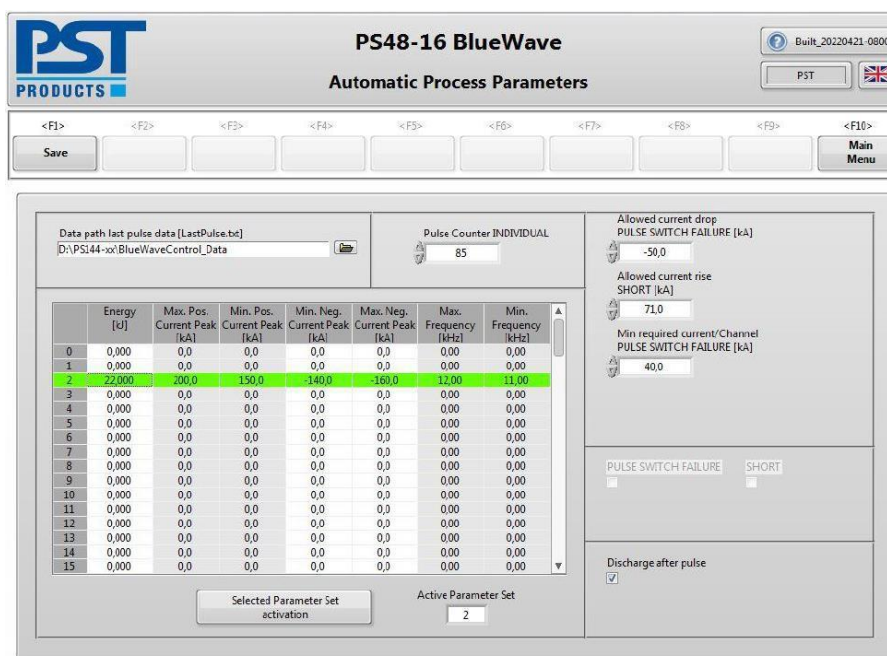 PST
PRODUCTS
PS48-16 BlueWave
Automatic Process Parameters
Built_20220421-0800
PST
<F1> <F2> <F3> <F4> <F5> <F6> <F7> <F8> <F9> <F10>
Save
Main
Menu
Data path last pulse data [LastPulse.txt]
D:\PS144-xx\BlueWaveControl_Data
Pulse Counter INDIVIDUAL
85
Allowed current drop
PULSE SWITCH FAILURE [kA]
-50,0
Allowed current rise
SHORT [kA]
71,0
Min required current/Channel
PULSE SWITCH FAILURE [kA]
40,0
Energy Max. Pos. Min. Pos. Min. Neg. Max. Neg. Max. Min.
[kJ] Current Peak Current Peak Current Peak Current Peak Frequency Frequency
[kA] [kA] [kA] [kA] [kHz] [kHz]
0 0,000 0,0 0,0 0,0 0,0 0,00 0,00
1 0,000 0,0 0,0 0,0 0,0 0,00 0,00
2 22,000 200,0 150,0 -140,0 -160,0 12,00 11,00
3 0,000 0,0 0,0 0,0 0,0 0,00 0,00
4 0,000 0,0 0,0 0,0 0,0 0,00 0,00
5 0,000 0,0 0,0 0,0 0,0 0,00 0,00
6 0,000 0,0 0,0 0,0 0,0 0,00 0,00
7 0,000 0,0 0,0 0,0 0,0 0,00 0,00
8 0,000 0,0 0,0 0,0 0,0 0,00 0,00
9 0,000 0,0 0,0 0,0 0,0 0,00 0,00
10 0,000 0,0 0,0 0,0 0,0 0,00 0,00
11 0,000 0,0 0,0 0,0 0,0 0,00 0,00
12 0,000 0,0 0,0 0,0 0,0 0,00 0,00
13 0,000 0,0 0,0 0,0 0,0 0,00 0,00
14 0,000 0,0 0,0 0,0 0,0 0,00 0,00
15 0,000 0,0 0,0 0,0 0,0 0,00 0,00
PULSE SWITCH FAILURE SHORT
Discharge after pulse
Selected Parameter Set
activation
Active Parameter Set
2